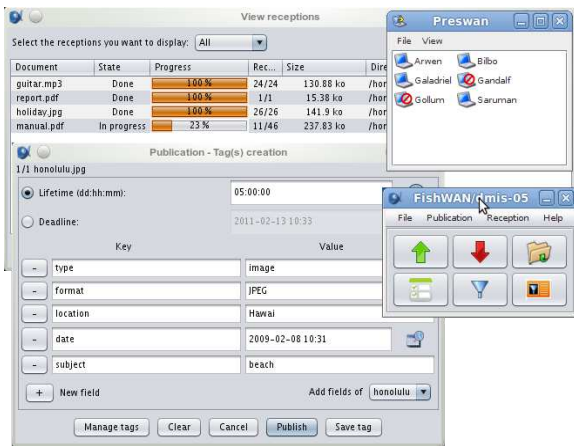 View receptions
Select the receptions you want to display: All
Document State Progress Rec... Size Dire
guitar.mp3 Done 100 % 24/24 130.88 ko /hor
report.pdf Done 100 % 1/1 15.38 ko /hor
holiday.jpg Done 100 % 26/26 141.9 ko /hor
manual.pdf In progress 23 % 11/46 237.83 ko /hor
Preswan
File View
Arwen Bilbo
Galadriel Gandalf
Gollum Saruman
Publication - Tag(s) creation
1/1 honolulu.jpg
Lifetime (dd:hh:mm): 05:00:00
Deadline: 2011-02-13 10:33
Key Value
- type image
- format JPEG
- location Hawai
- date 2009-02-08 10:31
- subject beach
+ New field Add fields of honolulu
Manage tags Clear Cancel Publish Save tag
FishWAN/dmis-05
File Publication Reception Help